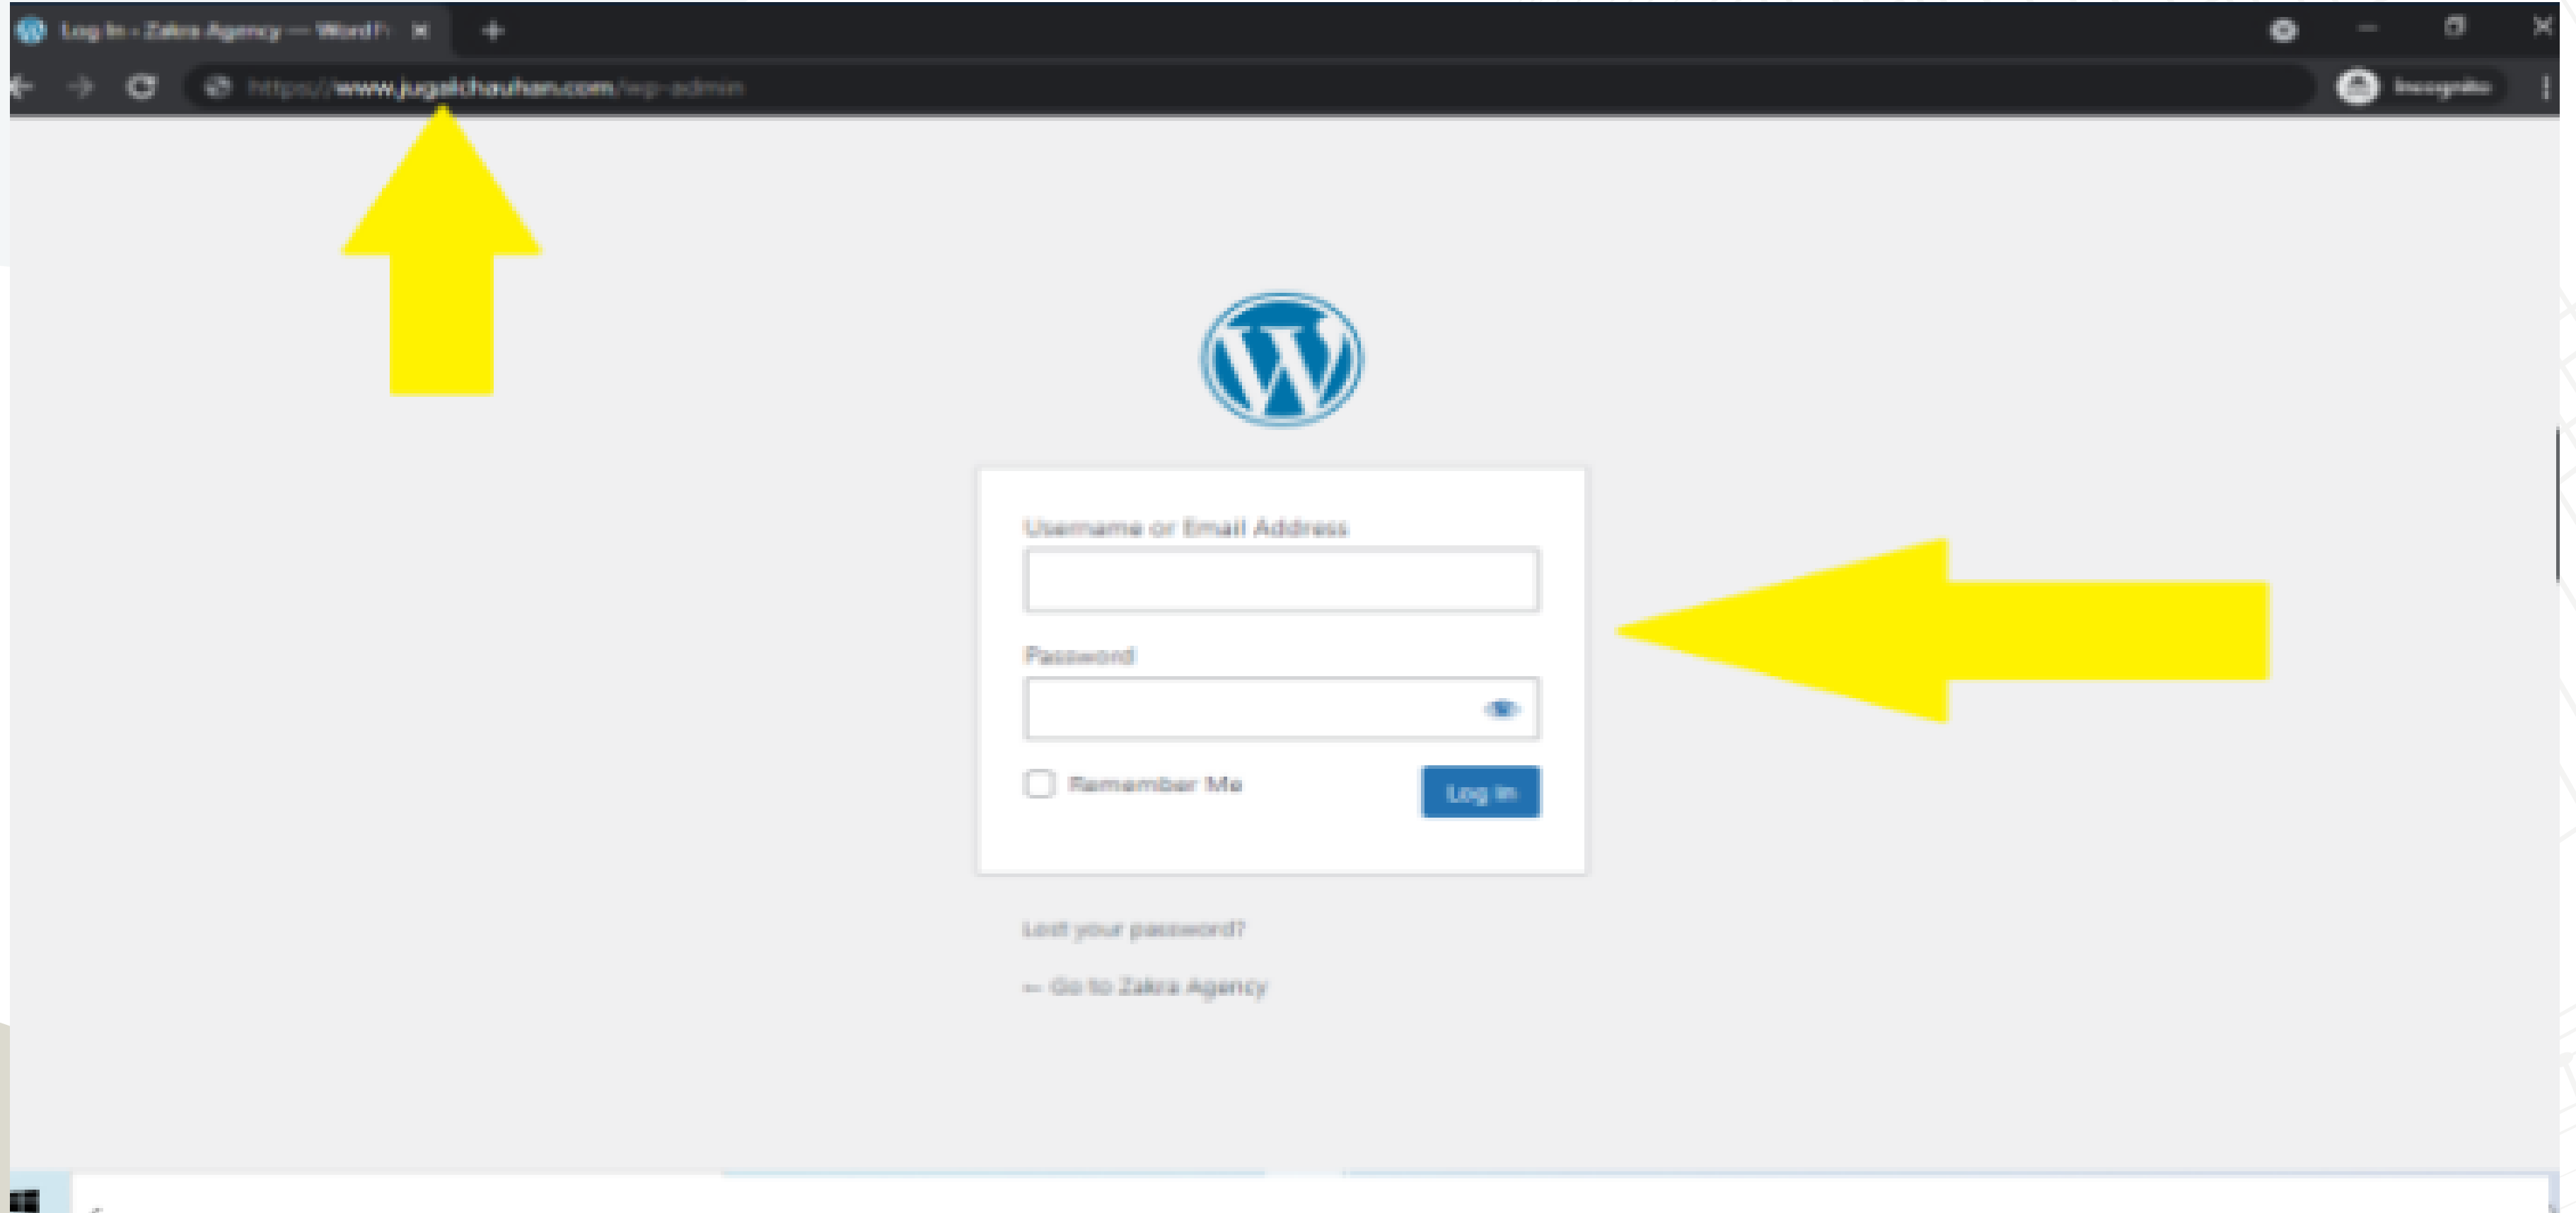 Log In - Zakra Agency — WordPr
https://www.jugalchauhan.com/wp-admin
Incognito
Username or Email Address
Password
Remember Me
Log In
Lost your password?
← Go to Zakra Agency